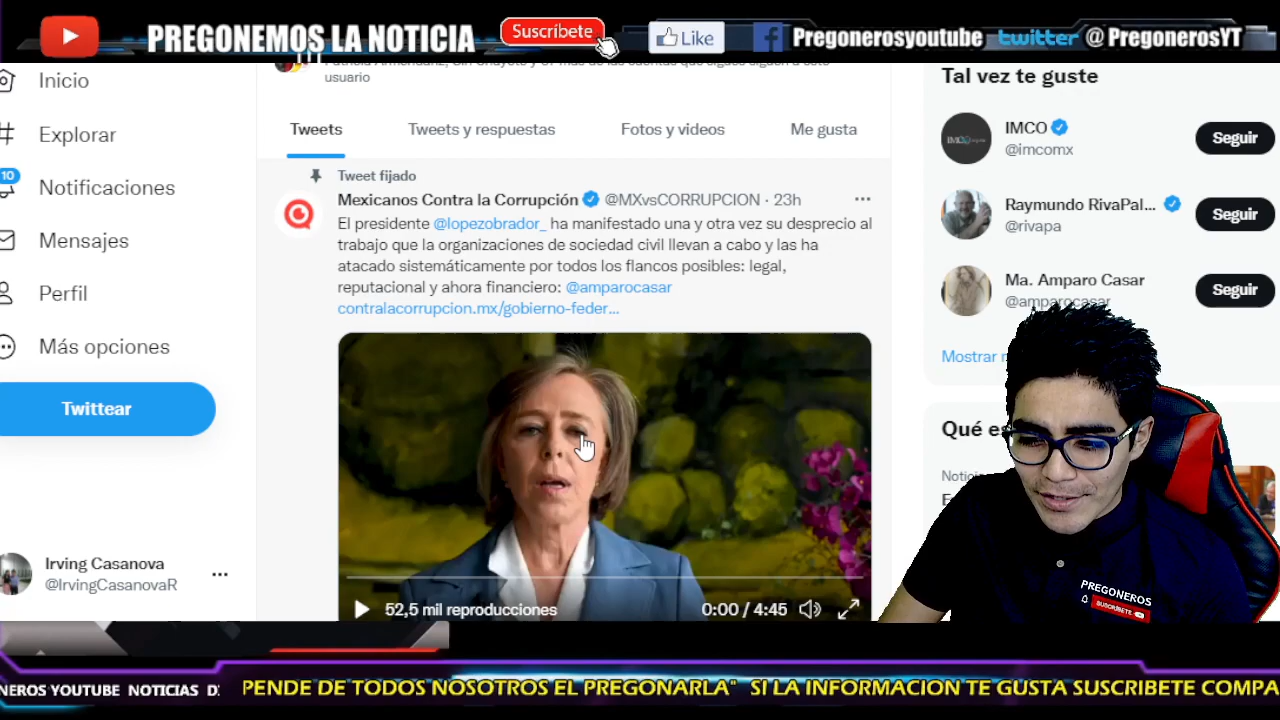 PREGONEMOS LA NOTICIA Suscríbete Like f Pregonerosyoutube twitter @ PregonerosYT
usuario
Inicio
Explorar
10
Notificaciones
Mensajes
Perfil
Más opciones
Twittear
Irving Casanova
@IrvingCasanovaR
Tweets Tweets y respuestas Fotos y videos Me gusta
Tweet fijado
Mexicanos Contra la Corrupción @MXvsCORRUPCION · 23h
El presidente @lopezobrador_ ha manifestado una y otra vez su desprecio al
trabajo que la organizaciones de sociedad civil llevan a cabo y las ha
atacado sistemáticamente por todos los flancos posibles: legal,
reputacional y ahora financiero: @amparocasar
contralacorrupcion.mx/gobierno-feder...
52,5 mil reproducciones 0:00 / 4:45
Tal vez te guste
IMCO
@imcomx
Seguir
Raymundo RivaPal...
@rivapa
Seguir
Ma. Amparo Casar
@amparocasar
Seguir
Mostrar
Qué es
Notici
PREGONEROS
SUSCRIBETE
NEROS YOUTUBE NOTICIAS PENDE DE TODOS NOSOTROS EL PREGONARLA" SI LA INFORMACION TE GUSTA SUSCRIBETE COMPA